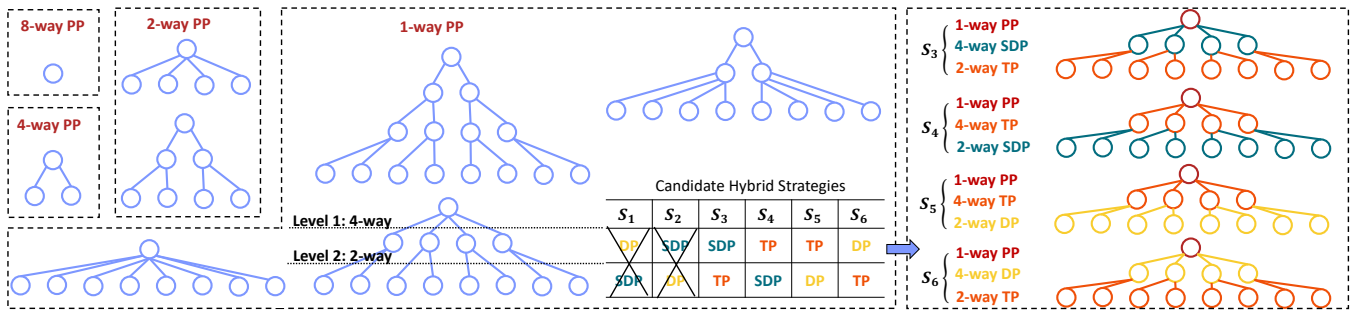 8-way PP
2-way PP
1-way PP
4-way PP
Level 1: 4-way
Level 2: 2-way
Candidate Hybrid Strategies
S1 S2 S3 S4 S5 S6
DP SDP SDP TP TP DP
SDP DP TP SDP DP TP
S3
1-way PP
4-way SDP
2-way TP
S4
1-way PP
4-way TP
2-way SDP
S5
1-way PP
4-way TP
2-way DP
S6
1-way PP
4-way DP
2-way TP